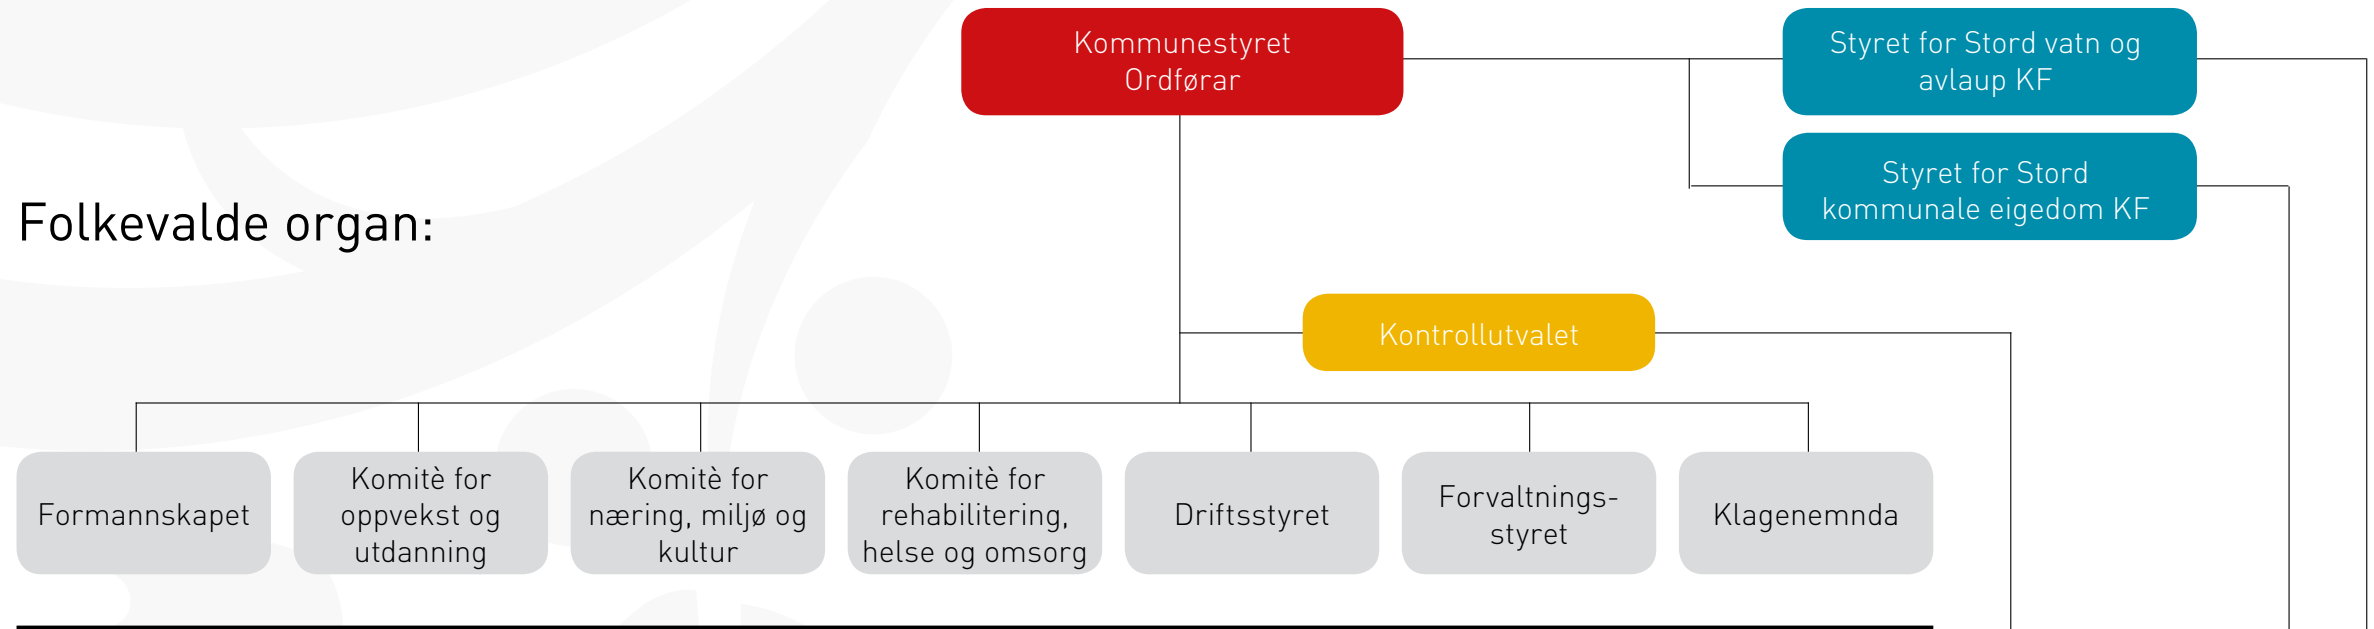 Kommunestyret
Ordførar
Styret for Stord vatn og
avlaup KF
Styret for Stord
kommunale eigedom KF
Folkevalde organ:
Kontrollutvalet
Formannskapet
Komitè for
oppvekst og
utdanning
Komitè for
næring, miljø og
kultur
Komitè for
rehabilitering,
helse og omsorg
Driftsstyret
Forvaltnings-
styret
Klagenemnda